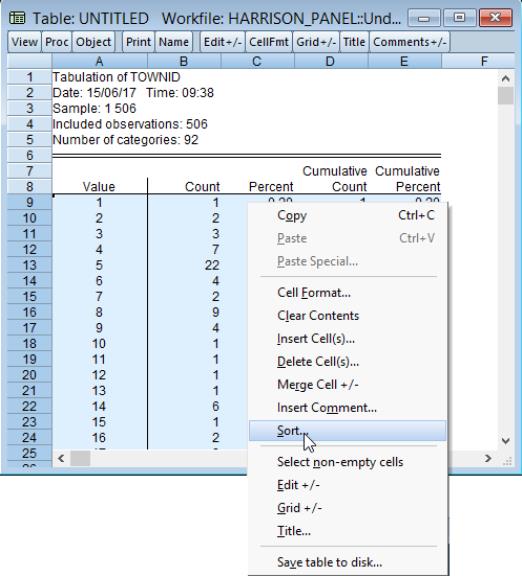 Table: UNTITLED Workfile: HARRISON_PANEL::Und...
View Proc Object Print Name Edit+/- CellFmt Grid+/- Title Comments+/-
A B C D E F
1 Tabulation of TOWNID
2 Date: 15/06/17 Time: 09:38
3 Sample: 1 506
4 Included observations: 506
5 Number of categories: 92
6
7 Cumulative Cumulative
8 Value Count Percent Count Percent
9 1 1 0.20 1 0.20
10 2 2
11 3 3
12 4 7
13 5 22
14 6 4
15 7 2
16 8 9
17 9 4
18 10 1
19 11 1
20 12 1
21 13 1
22 14 6
23 15 1
24 16 2
25
Copy Ctrl+C
Paste Ctrl+V
Paste Special...
Cell Format...
Clear Contents
Insert Cell(s)...
Delete Cell(s)...
Merge Cell +/-
Insert Comment...
Sort...
Select non-empty cells
Edit +/-
Grid +/-
Title...
Save table to disk...